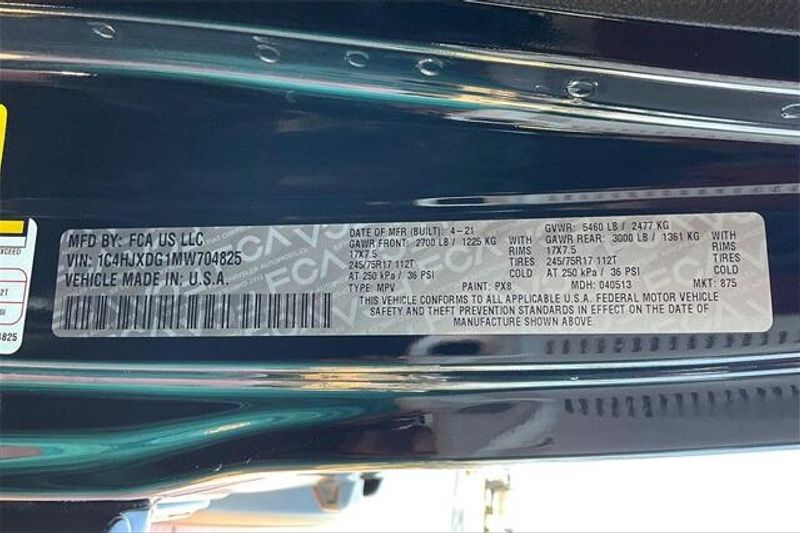 MFD BY: FCA US LLC
VIN: 1C4HJXDG1MW704825
VEHICLE MADE IN: U.S.A.
DATE OF MFR (BUILT): 4-21
GAWR FRONT: 2700 LB / 1225 KG WITH
17X7.5 RIMS
245/75R17 112T TIRES
AT 250 kPa / 36 PSI
TYPE: MPV PAINT: PX8
GVWR: 5460 LB / 2477 KG
GAWR REAR: 3000 LB / 1361 KG WITH
17X7.5 RIMS
245/75R17 112T TIRES
AT 250 kPa / 36 PSI
MDH: 040513 MKT: 875
THIS VEHICLE CONFORMS TO ALL APPLICABLE U.S.A. FEDERAL MOTOR VEHICLE
SAFETY AND THEFT PREVENTION STANDARDS IN EFFECT ON THE DATE OF
MANUFACTURE SHOWN ABOVE.
EXCEED
2T
SI
4825